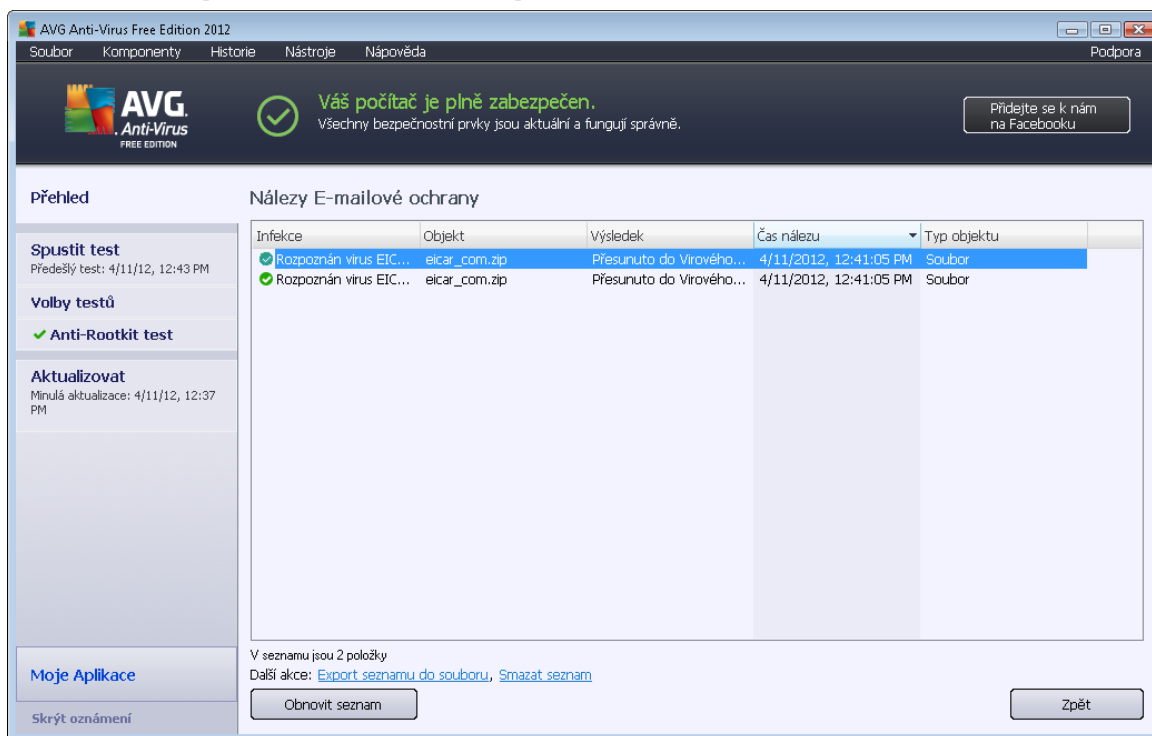 AVG Anti-Virus Free Edition 2012
Soubor Komponenty Historie Nástroje Nápověda Podpora
AVG.
Anti-Virus
FREE EDITION
Váš počítač je plně zabezpečen.
Všechny bezpečnostní prvky jsou aktuální a fungují správně.
Přidejte se k nám
na Facebooku
Přehled
Spustit test
Předešlý test: 4/11/12, 12:43 PM
Volby testů
Anti-Rootkit test
Aktualizovat
Minulá aktualizace: 4/11/12, 12:37
PM
Moje Aplikace
Skrýt oznámení
Nálezy E-mailové ochrany
Infekce Objekt Výsledek Čas nálezu Typ objektu
Rozpoznán virus EIC... eicar_com.zip Přesunuto do Virového... 4/11/2012, 12:41:05 PM Soubor
Rozpoznán virus EIC... eicar_com.zip Přesunuto do Virového... 4/11/2012, 12:41:05 PM Soubor
V seznamu jsou 2 položky
Další akce: Export seznamu do souboru, Smazat seznam
Obnovit seznam Zpět